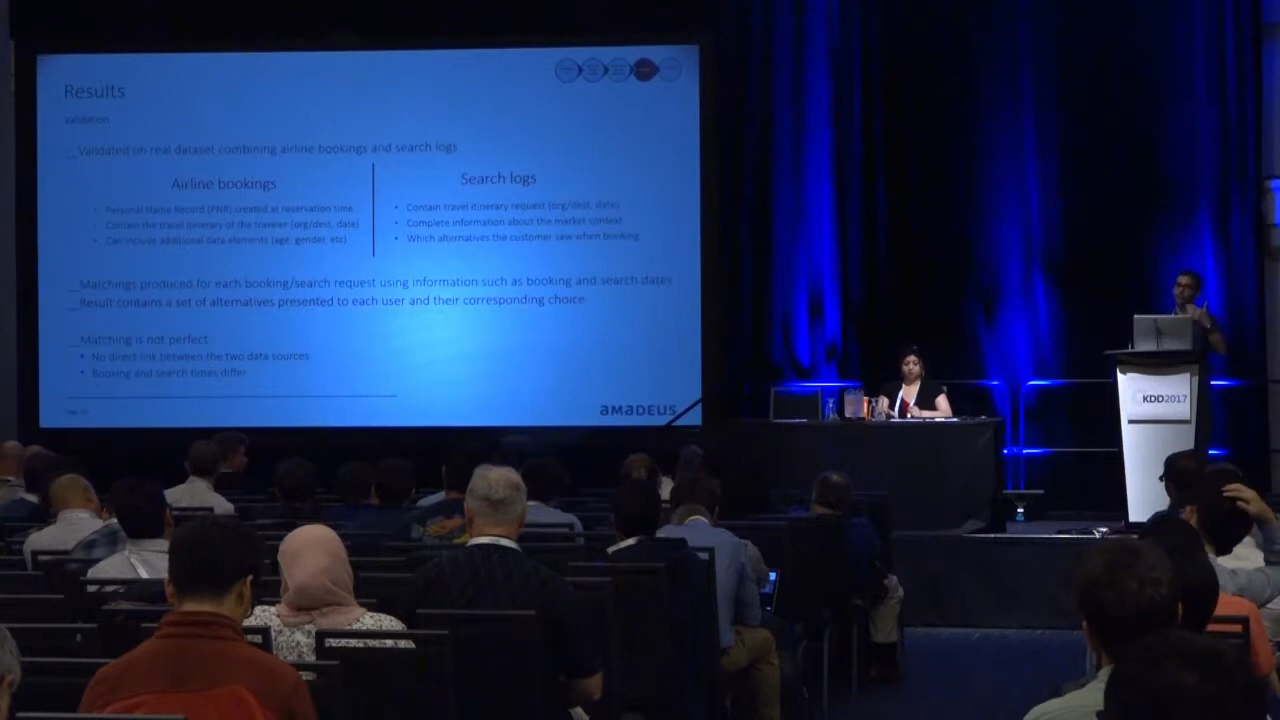 Results
Validation
_Validated on real dataset combining airline bookings and search logs
Airline bookings
• Personal Name Record (PNR) created at reservation time
• Contain the travel itinerary of the traveler (org/dest, date)
• Can include additional data elements (age, gender, etc)
Search logs
• Contain travel itinerary request (org/dest, date)
• Complete information about the market context
• Which alternatives the customer saw when booking
_Matchings produced for each booking/search request using information such as booking and search dates
_Result contains a set of alternatives presented to each user and their corresponding choice
_Matching is not perfect
• No direct link between the two data sources
• Booking and search times differ
aMaDEUS
KDD2017